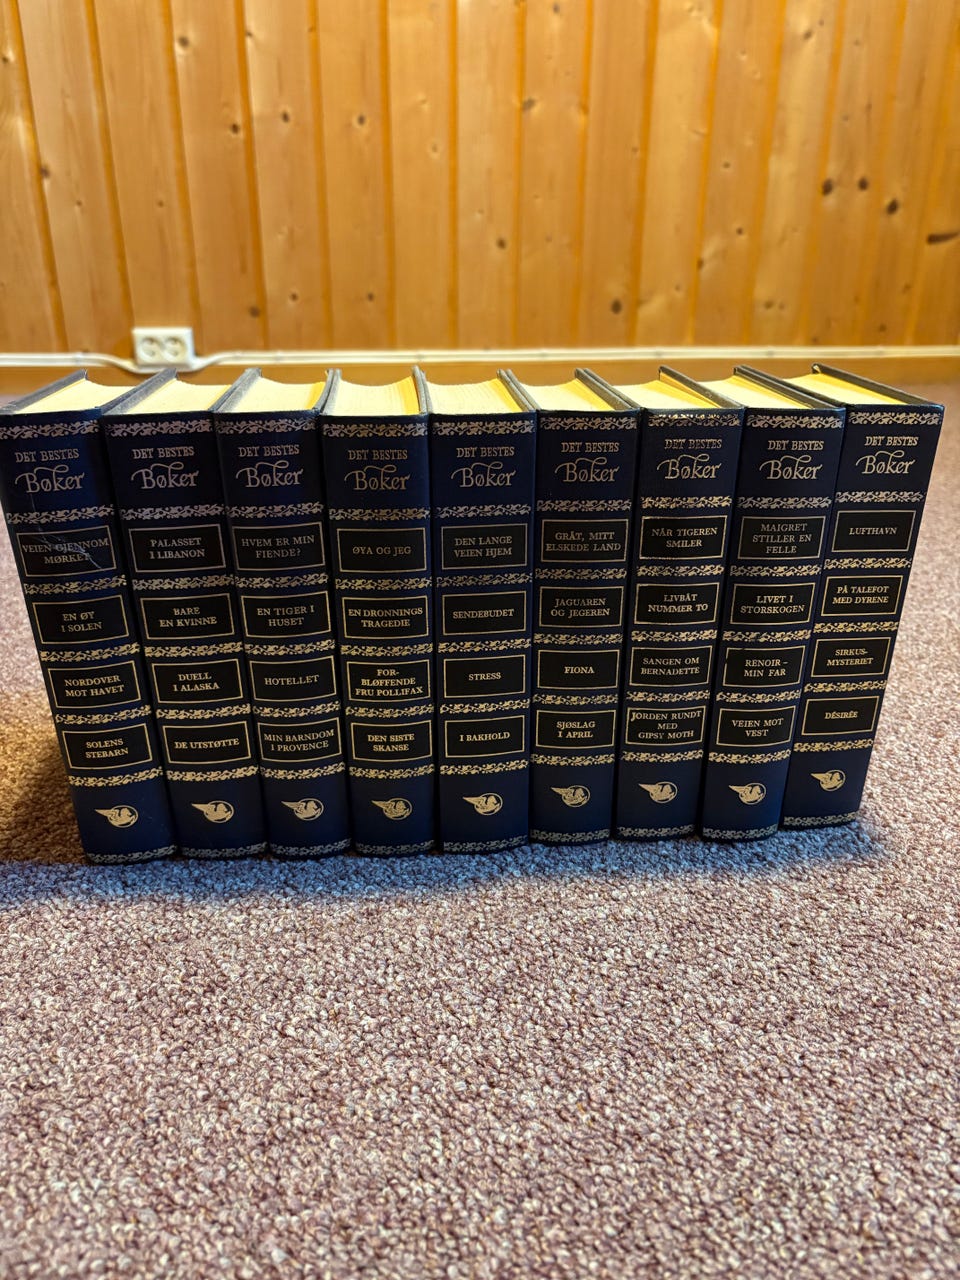 DET BESTES
Bøker
VEIEN GJENNOM
MØRKET
EN ØY
I SOLEN
NORDOVER
MOT HAVET
SOLENS
STEBARN
DET BESTES
Bøker
PALASSET
I LIBANON
BARE
EN KVINNE
DUELL
I ALASKA
DE UTSTØTTE
DET BESTES
Bøker
HVEM ER MIN
FIENDE?
EN TIGER I
HUSET
HOTELLET
MIN BARNDOM
I PROVENCE
DET BESTES
Bøker
ØYA OG JEG
EN DRONNINGS
TRAGEDIE
FOR-
BLØFFENDE
FRU POLLIFAX
DEN SISTE
SKANSE
DET BESTES
Bøker
DEN LANGE
VEIEN HJEM
SENDEBUDET
STRESS
I BAKHOLD
DET BESTES
Bøker
GRÅT, MITT
ELSKEDE LAND
JAGUAREN
OG JEGEREN
FIONA
SJØSLAG
I APRIL
DET BESTES
Bøker
NÅR TIGEREN
SMILER
LIVBÅT
NUMMER TO
SANGEN OM
BERNADETTE
JORDEN RUNDT
MED
GIPSY MOTH
DET BESTES
Bøker
MAIGRET
STILLER EN
FELLE
LIVET I
STORSKOGEN
RENOIR –
MIN FAR
VEIEN MOT
VEST
DET BESTES
Bøker
LUFTHAVN
PÅ TALEFOT
MED DYRENE
SIRKUS-
MYSTERIET
DÉSIRÉE